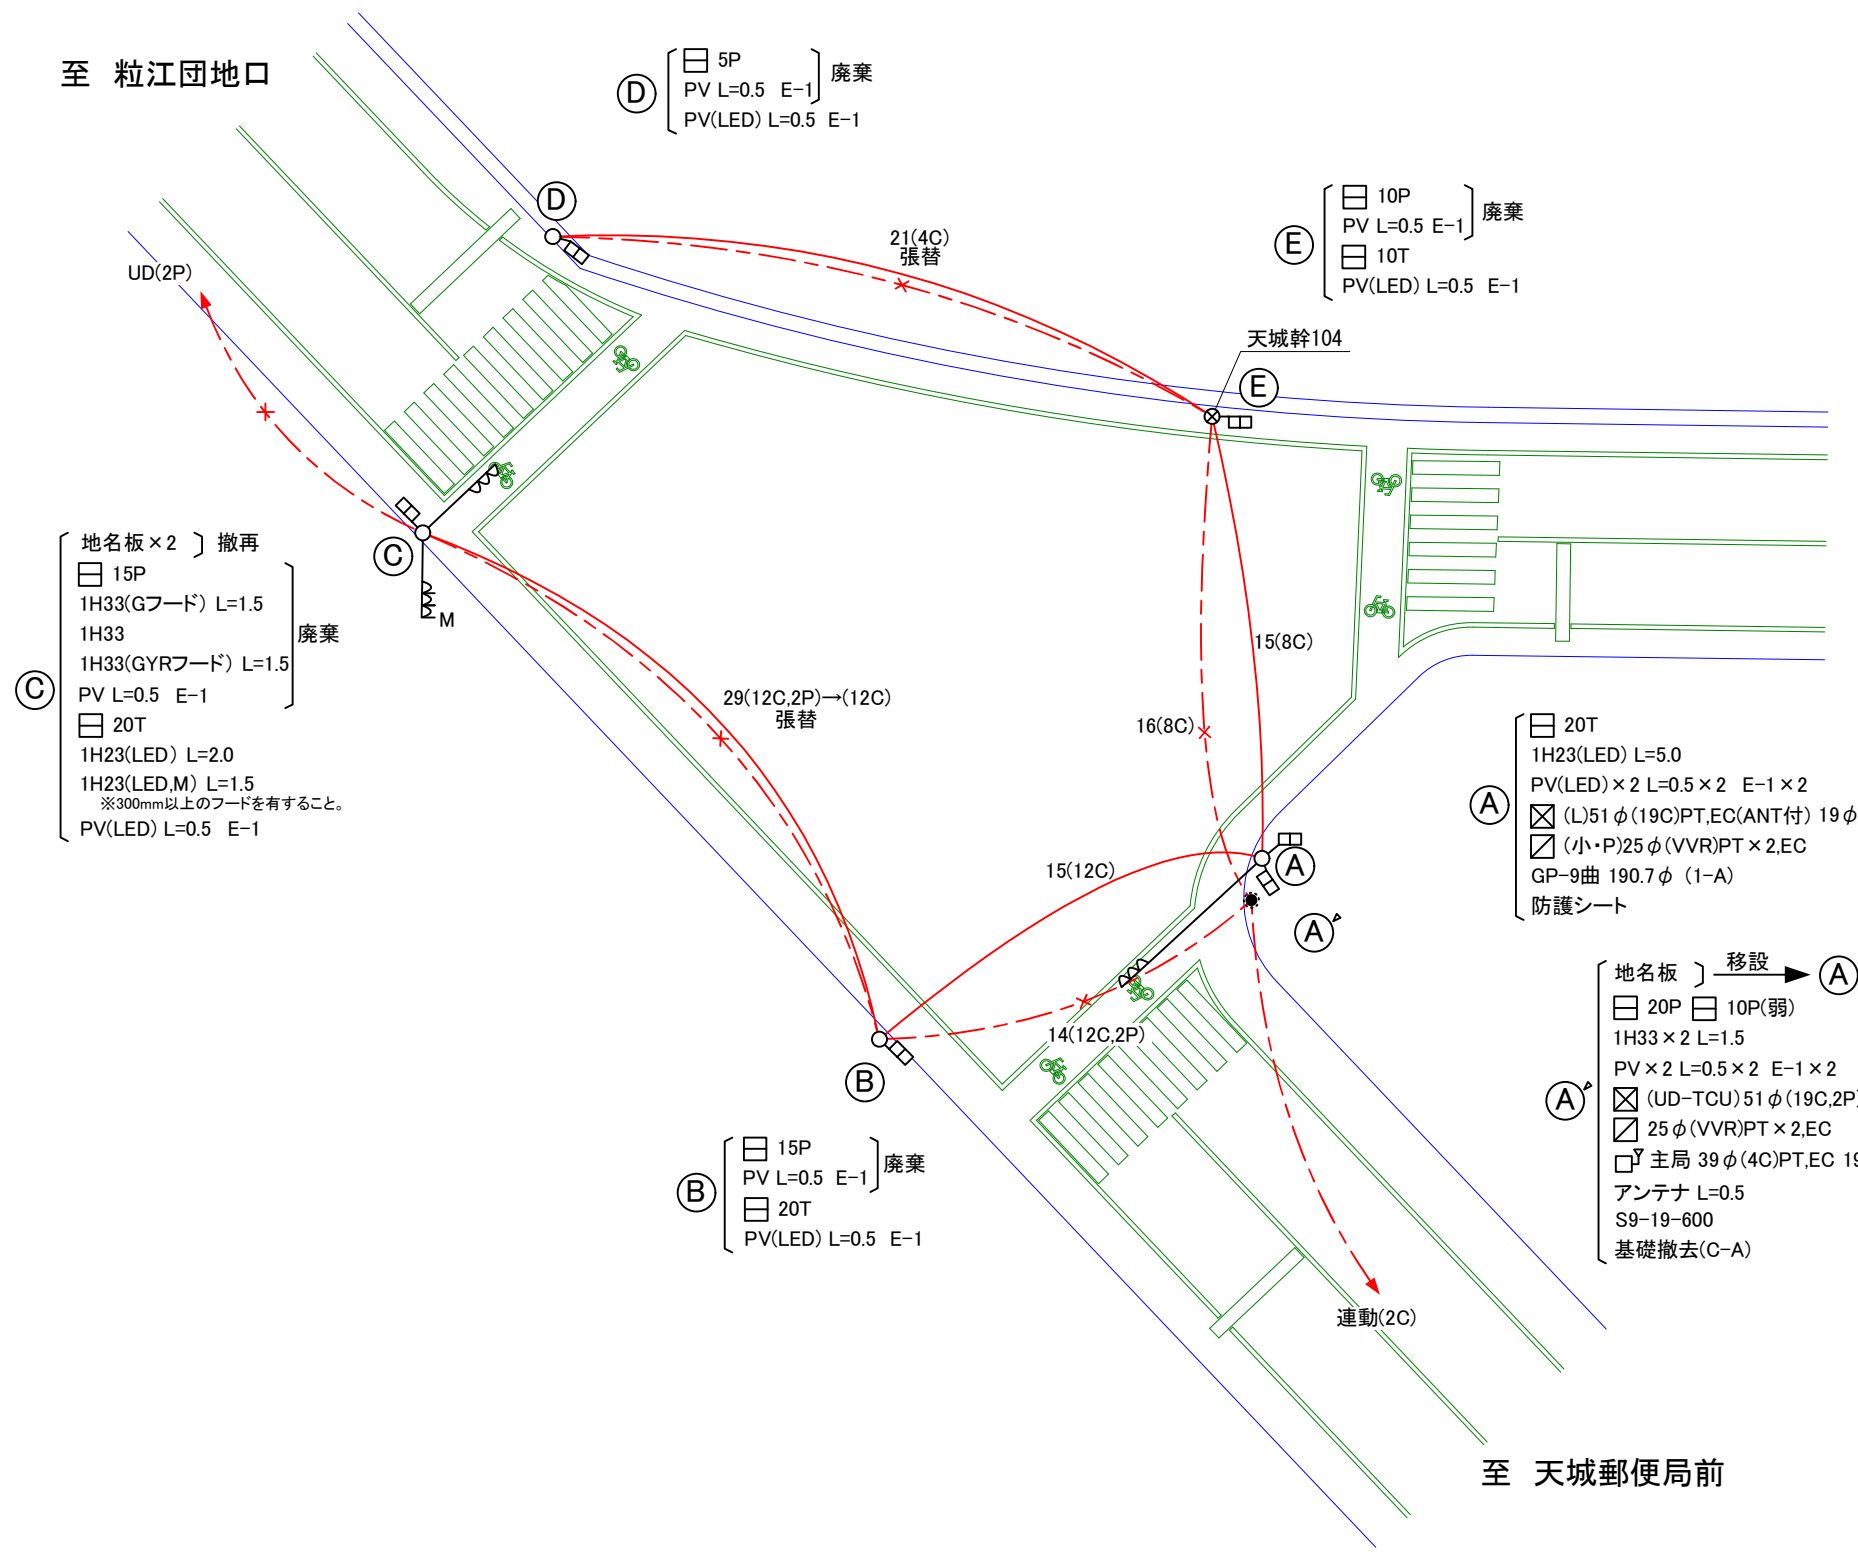 至　粒江団地口
D
5P
PV L=0.5　E-1
廃棄
PV(LED) L=0.5　E-1
D
21(4C)
張替
E
10P
PV L=0.5　E-1
廃棄
10T
PV(LED) L=0.5　E-1
天城幹104
E
UD(2P)
C
地名板×2
撤再
15P
1H33(Gフード) L=1.5
1H33
1H33(GYRフード) L=1.5
PV L=0.5　E-1
廃棄
20T
1H23(LED) L=2.0
1H23(LED,M) L=1.5
※300mm以上のフードを有すること。
PV(LED) L=0.5　E-1
C
M
29(12C,2P)→(12C)
張替
15(8C)
16(8C)
A
20T
1H23(LED) L=5.0
PV(LED)×2 L=0.5×2　E-1×2
(L)51φ(19C)PT,EC(ANT付) 19φ
(小・P)25φ(VVR)PT×2,EC
GP-9曲 190.7φ (1-A)
防護シート
15(12C)
A
A'
14(12C,2P)
B
A'
地名板
移設
A
20P 10P(弱)
1H33×2 L=1.5
PV×2 L=0.5×2　E-1×2
(UD-TCU)51φ(19C,2P)
25φ(VVR)PT×2,EC
主局 39φ(4C)PT,EC 19
アンテナ L=0.5
S9-19-600
基礎撤去(C-A)
B
15P
PV L=0.5　E-1
廃棄
20T
PV(LED) L=0.5　E-1
連動(2C)
至　天城郵便局前